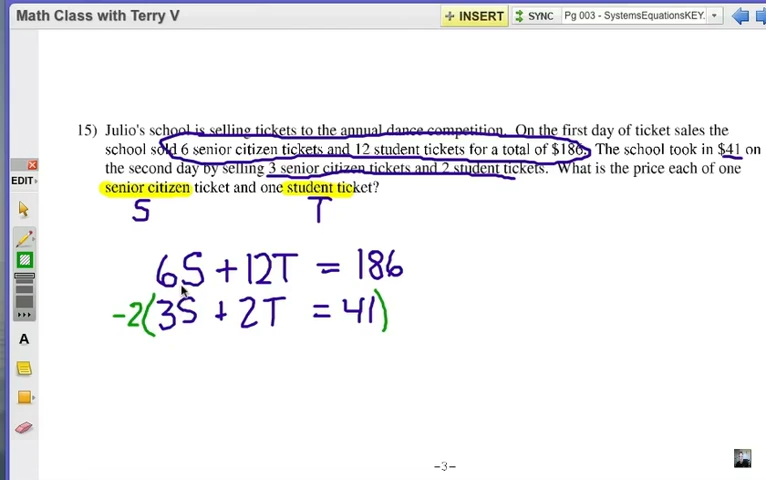 Math Class with Terry V
INSERT SYNC Pg 003 - SystemsEquationsKEY.
15) Julio's school is selling tickets to the annual dance competition. On the first day of ticket sales the
school sold 6 senior citizen tickets and 12 student tickets for a total of $186. The school took in $41 on
the second day by selling 3 senior citizen tickets and 2 student tickets. What is the price each of one
EDIT
senior citizen ticket and one student ticket?
S T
6S + 12T = 186
-2(3S + 2T = 41)
A
-3-